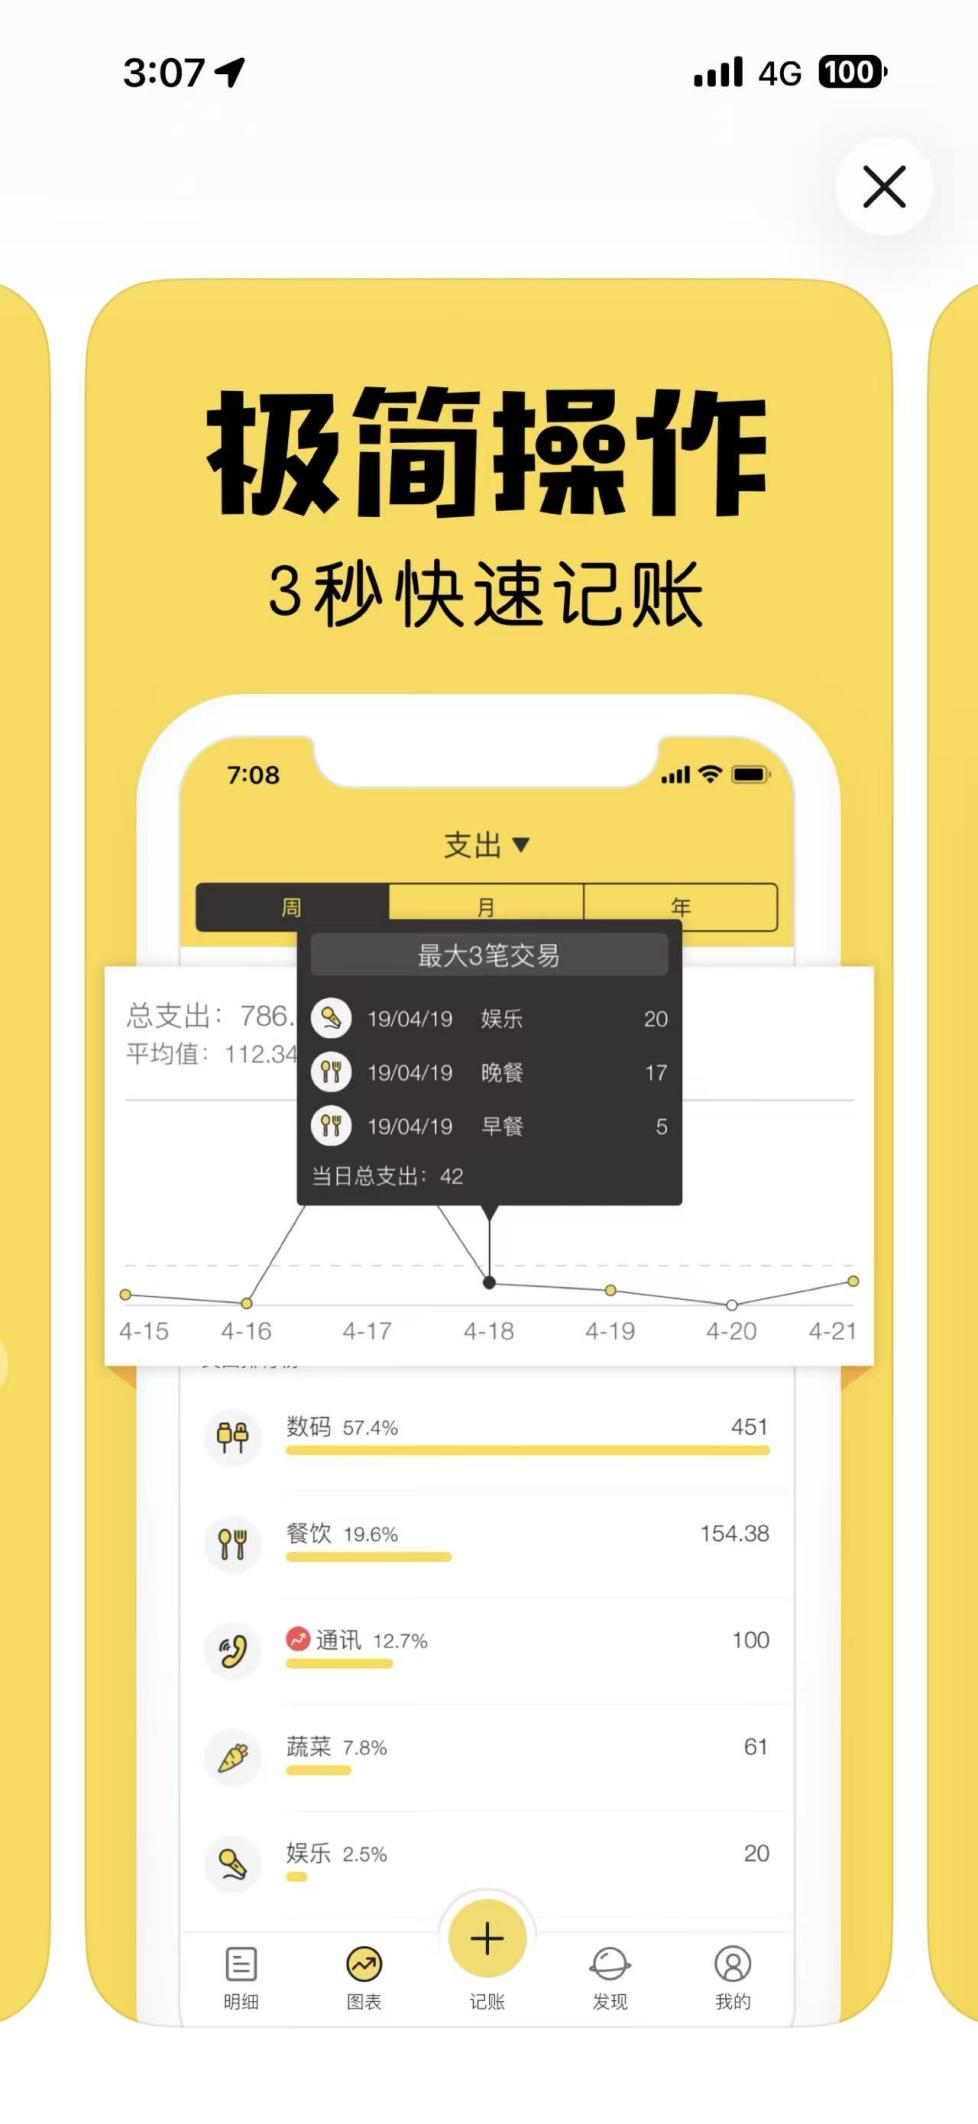 3:07 4G 100
极简操作
3秒快速记账
7:08
支出
周 月 年
最大3笔交易
总支出：786.
平均值：112.34
19/04/19 娱乐 20
19/04/19 晚餐 17
19/04/19 早餐 5
当日总支出：42
4-15 4-16 4-17 4-18 4-19 4-20 4-21
数码 57.4% 451
餐饮 19.6% 154.38
通讯 12.7% 100
蔬菜 7.8% 61
娱乐 2.5% 20
明细 图表 记账 发现 我的